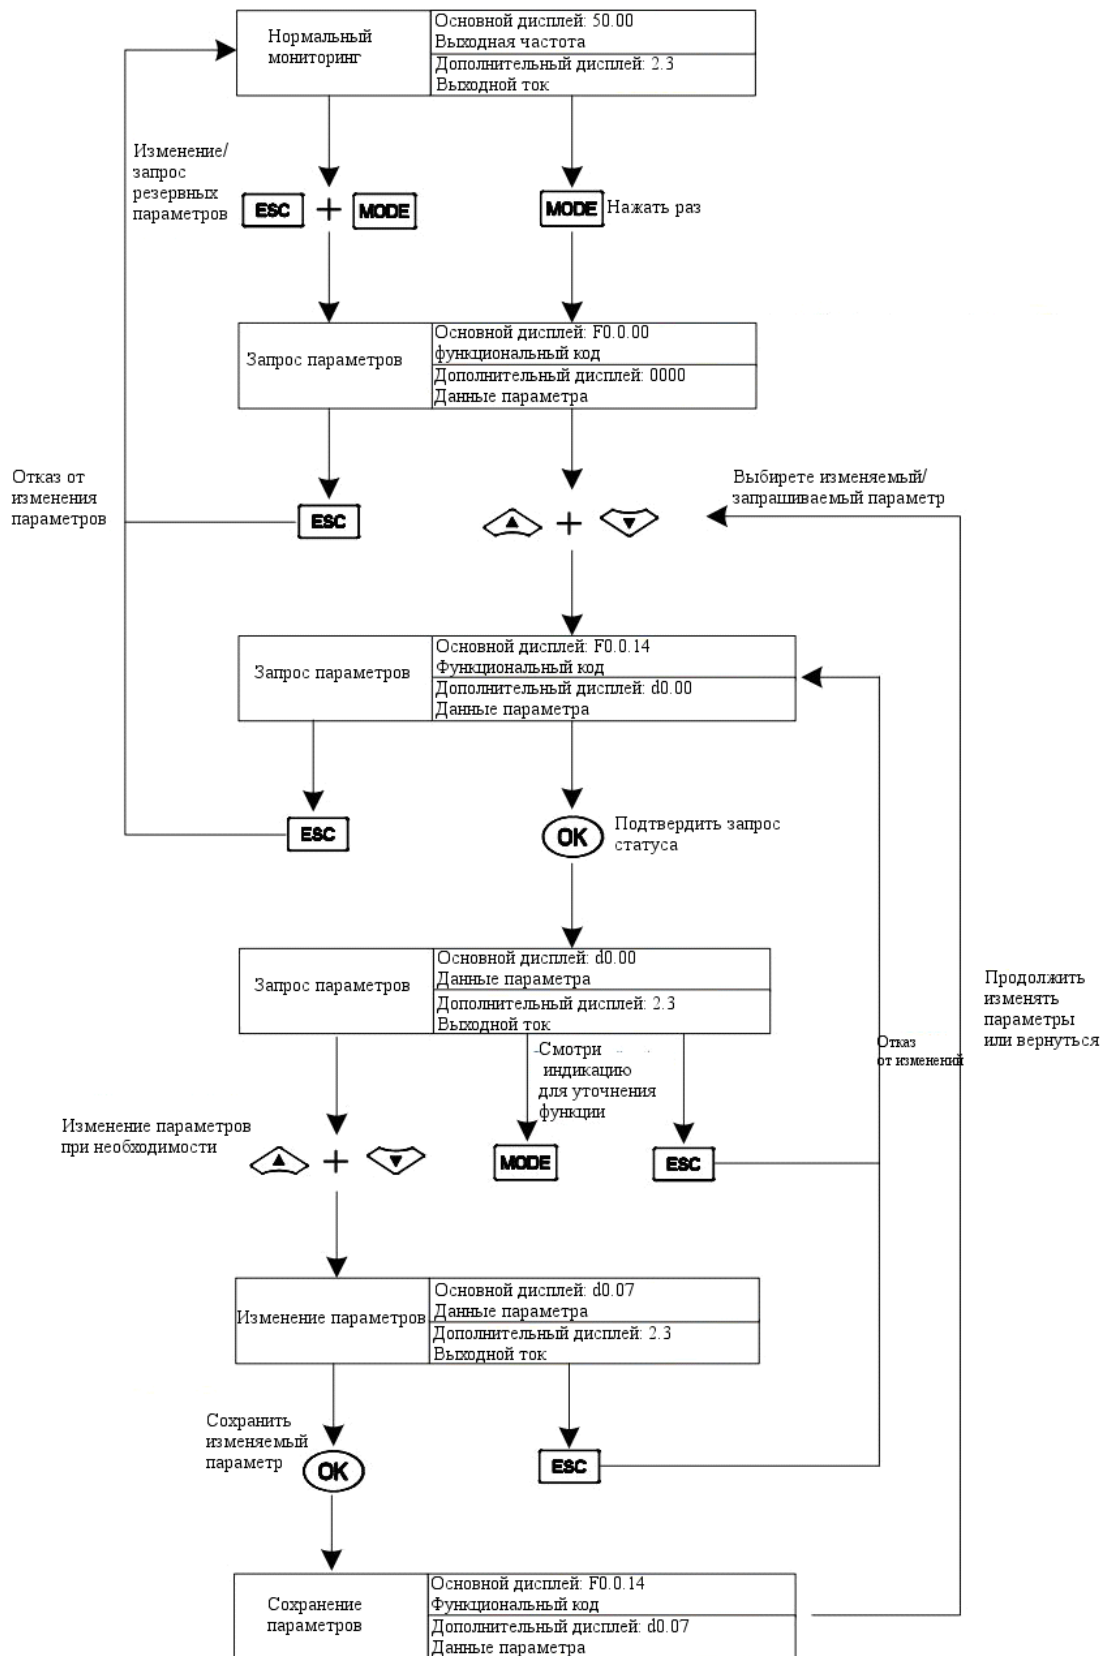 Нормальный
мониторинг
Основной дисплей: 50.00
Выходная частота
Дополнительный дисплей: 2.3
Выходной ток
Изменение/
запрос
резервных
параметров
ESC + MODE
MODE Нажать раз
Запрос параметров
Основной дисплей: F0.0.00
функциональный код
Дополнительный дисплей: 0000
Данные параметра
Отказ от
изменения
параметров
ESC
+
Выбирете изменяемый/
запрашиваемый параметр
Запрос параметров
Основной дисплей: F0.0.14
Функциональный код
Дополнительный дисплей: d0.00
Данные параметра
ESC
OK
Подтвердить запрос
статуса
Запрос параметров
Основной дисплей: d0.00
Данные параметра
Дополнительный дисплей: 2.3
Выходной ток
Продолжить
изменять
параметры
или вернуться
Отказ
от изменений
Смотри
индикацию
для уточнения
функции
Изменение параметров
при необходимости
+
MODE
ESC
Изменение параметров
Основной дисплей: d0.07
Данные параметра
Дополнительный дисплей: 2.3
Выходной ток
Сохранить
изменяемый
параметр
OK
ESC
Сохранение
параметров
Основной дисплей: F0.0.14
Функциональный код
Дополнительный дисплей: d0.07
Данные параметра